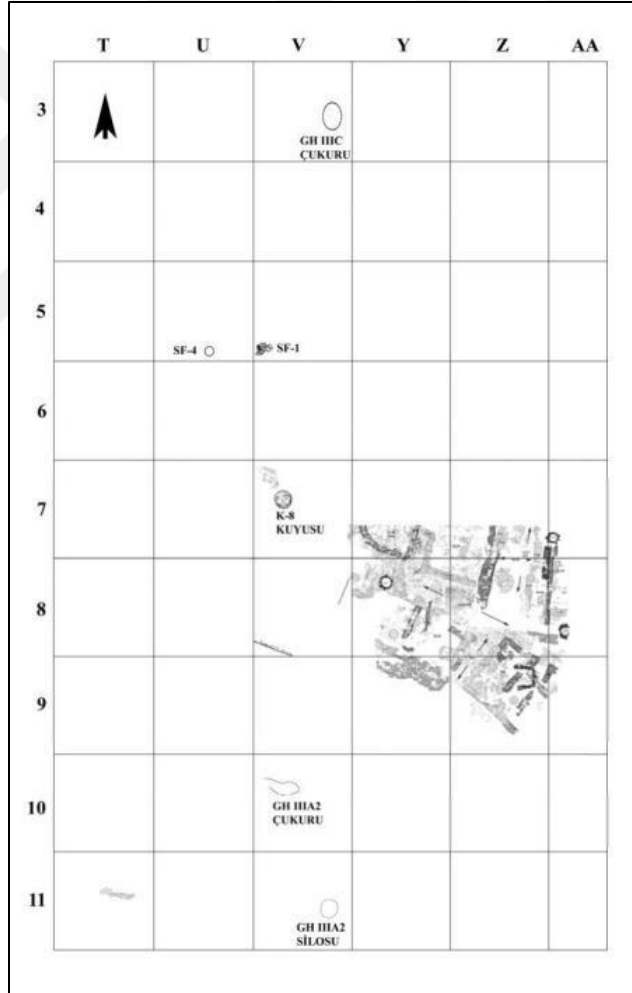 T U V Y Z AA
3
GH IIIC
ÇUKURU
4
5
SF-4 SF-1
6
7
K-8
KUYUSU
8
9
10
GH IIIA2
ÇUKURU
11
GH IIIA2
SİLOSU